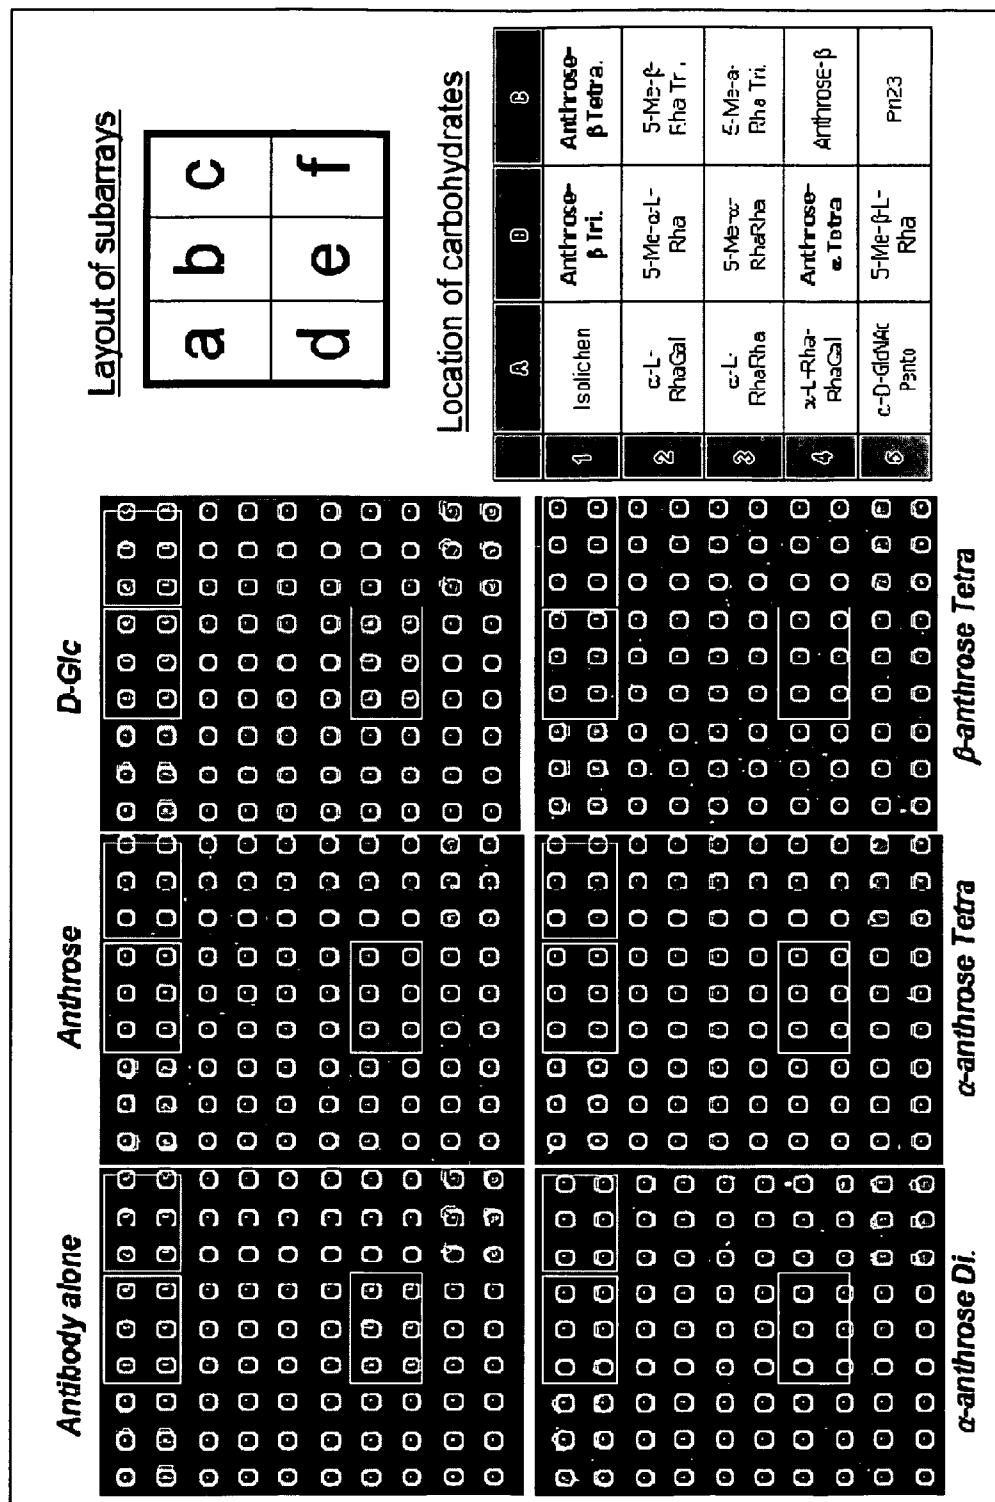 Antibody alone
Anthrose
D-Glc
α-anthrose Di.
α-anthrose Tetra
β-anthrose Tetra
Layout of subarrays
a b c
d e f
Location of carbohydrates
A B
1 Isolichen Anthrose-β Tri. Anthrose-β Tetra.
2 α-L-RhaGal 5-Me-α-L-Rha 5-Me-β-Rha Tri.
3 α-L-RhaRha 5-Me-α-RhaRha 5-Me-α-Rha Tri.
4 α-L-Rha-RhaGal Anthrose-α Tetra Anthrose-β
α-D-GlcNAc 5-Me-β-L-Rha Pn23